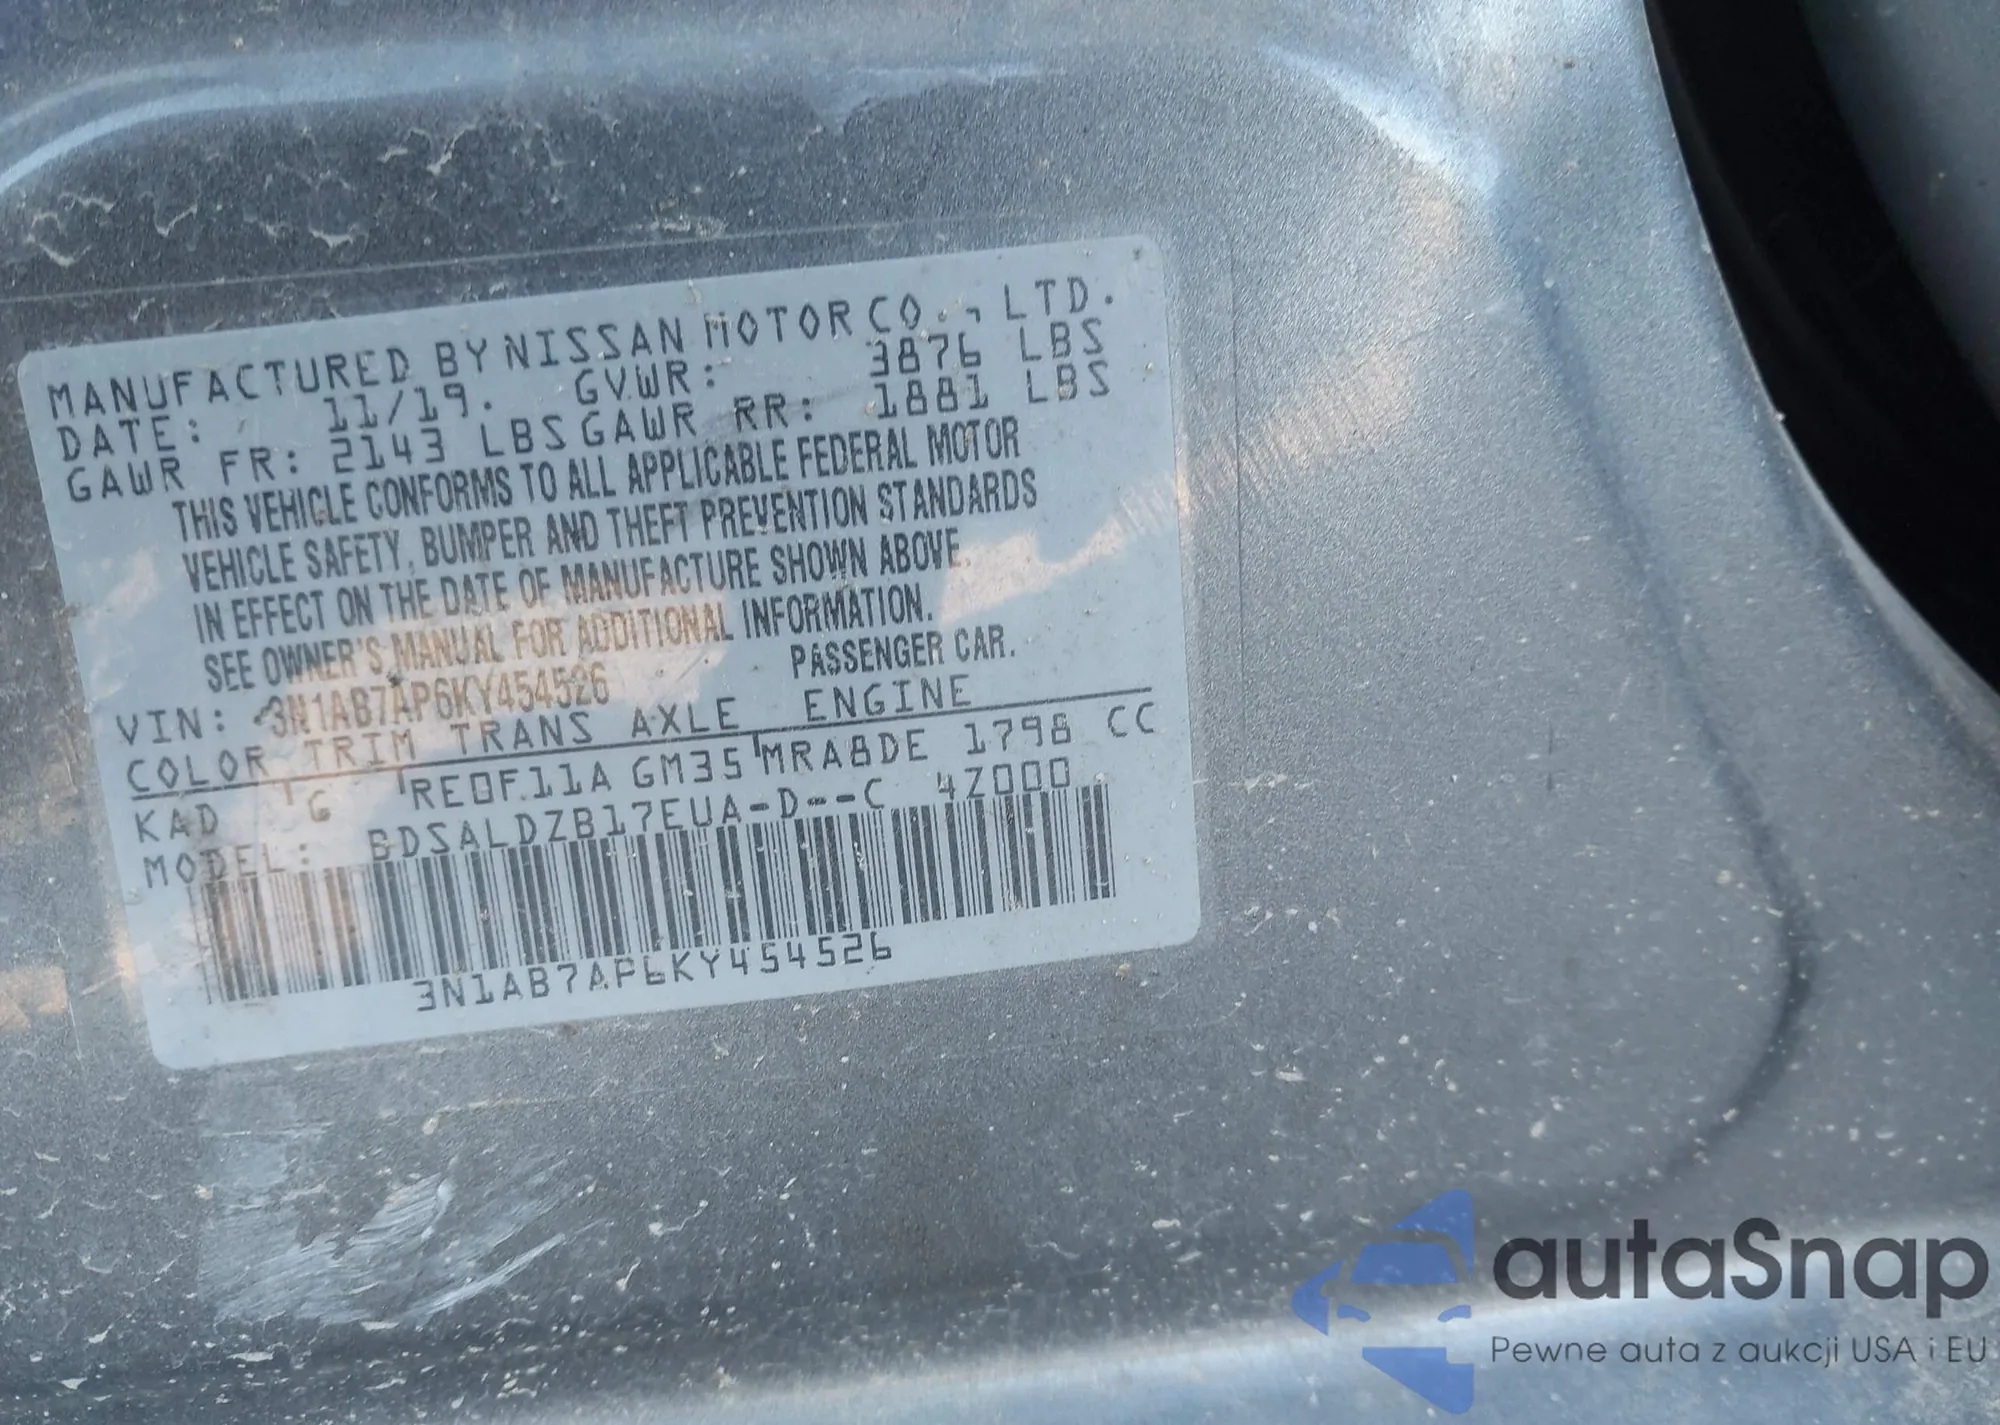 MANUFACTURED BY NISSAN MOTOR CO., LTD.
DATE: 11/19. GVWR: 3876 LBS
GAWR FR: 2143 LBS GAWR RR: 1881 LBS
THIS VEHICLE CONFORMS TO ALL APPLICABLE FEDERAL MOTOR
VEHICLE SAFETY, BUMPER AND THEFT PREVENTION STANDARDS
IN EFFECT ON THE DATE OF MANUFACTURE SHOWN ABOVE.
SEE OWNER'S MANUAL FOR ADDITIONAL INFORMATION.
VIN: 3N1AB7AP6KY454526 PASSENGER CAR.
COLOR TRIM TRANS AXLE ENGINE
KAD G RE0F11A GM35 MRA8DE 1798 CC
MODEL: BDSALDZB17EUA-D--C 4Z000
3N1AB7AP6KY454526
autaSnap
Pewne auta z aukcji USA i EU